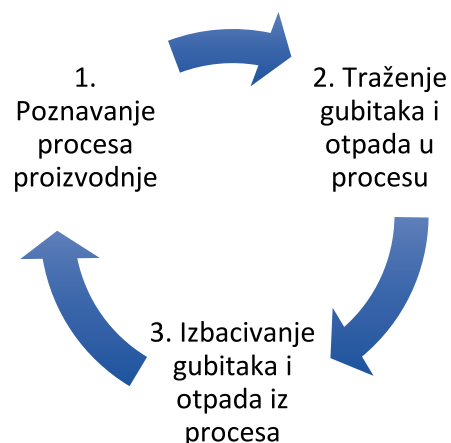 1.
Poznavanje
procesa
proizvodnje
2. Traženje
gubitaka i
otpada u
procesu
3. Izbacivanje
gubitaka i
otpada iz
procesa